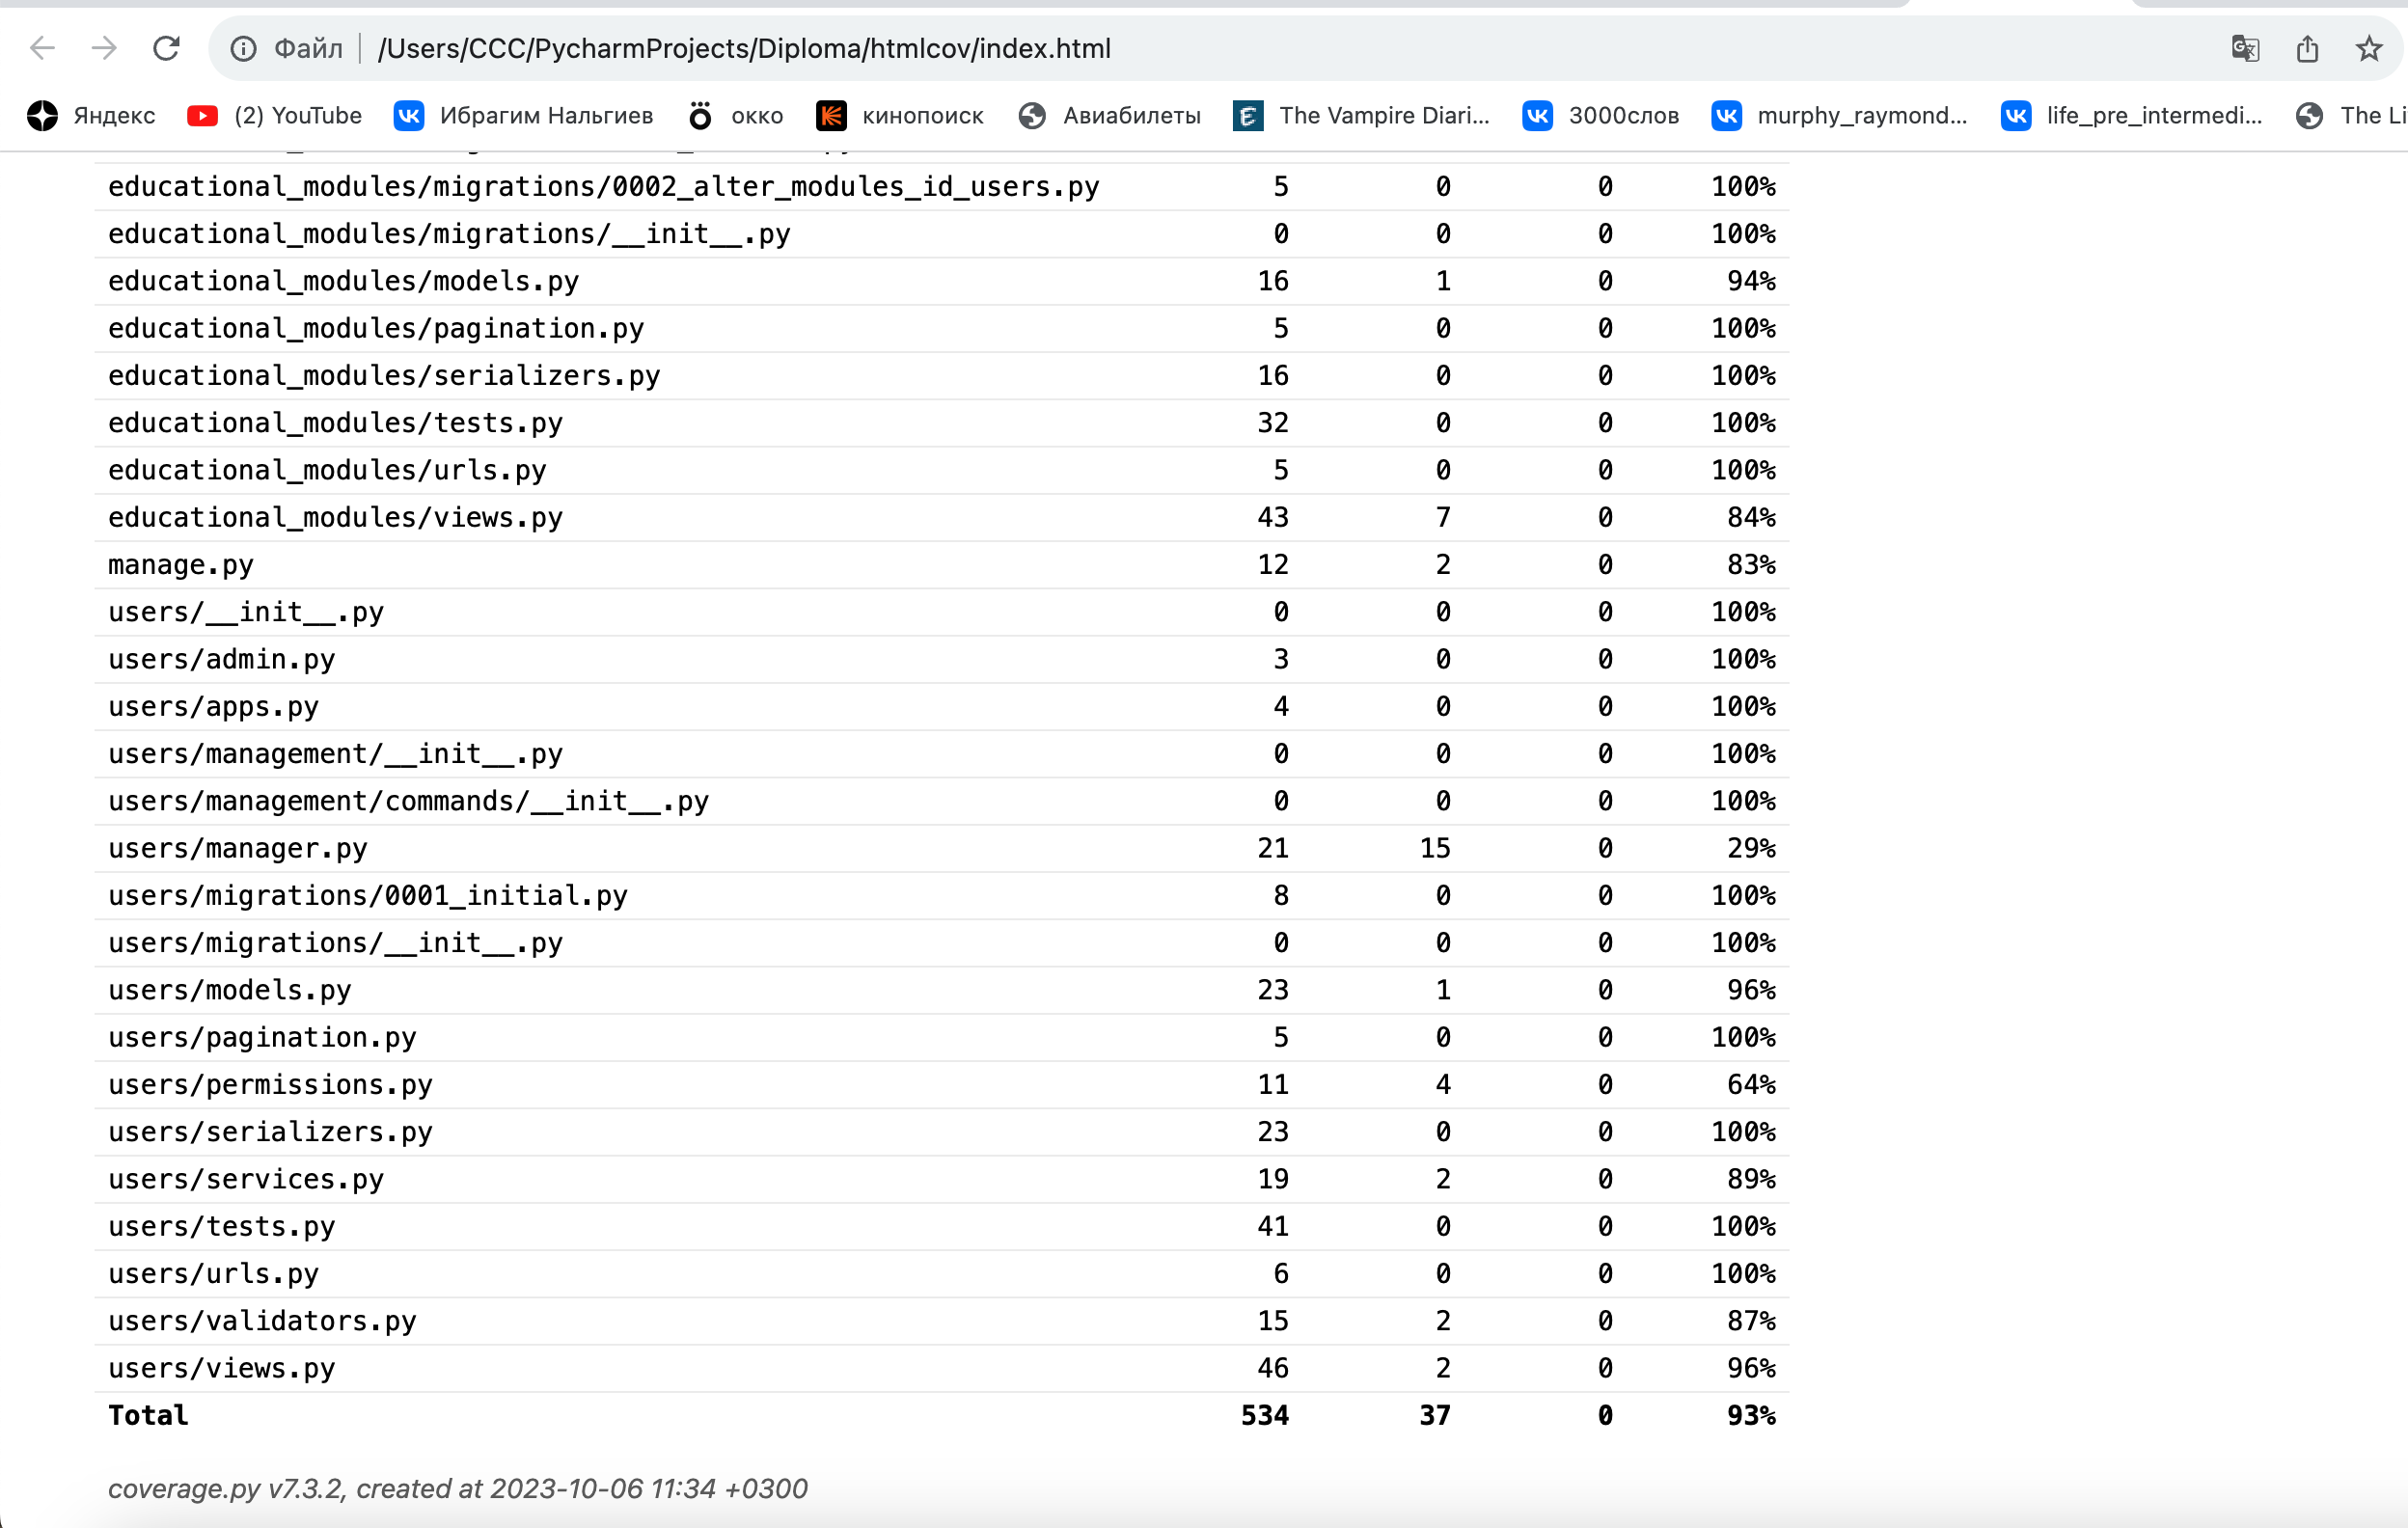 Файл /Users/CCC/PycharmProjects/Diploma/htmlcov/index.html
Яндекс (2) YouTube Ибрагим Нальгиев окко кинопоиск Авиабилеты The Vampire Diari... 3000слов murphy_raymond... life_pre_intermedi... The Li
educational_modules/migrations/0002_alter_modules_id_users.py 5 0 0 100%
educational_modules/migrations/__init__.py 0 0 0 100%
educational_modules/models.py 16 1 0 94%
educational_modules/pagination.py 5 0 0 100%
educational_modules/serializers.py 16 0 0 100%
educational_modules/tests.py 32 0 0 100%
educational_modules/urls.py 5 0 0 100%
educational_modules/views.py 43 7 0 84%
manage.py 12 2 0 83%
users/__init__.py 0 0 0 100%
users/admin.py 3 0 0 100%
users/apps.py 4 0 0 100%
users/management/__init__.py 0 0 0 100%
users/management/commands/__init__.py 0 0 0 100%
users/manager.py 21 15 0 29%
users/migrations/0001_initial.py 8 0 0 100%
users/migrations/__init__.py 0 0 0 100%
users/models.py 23 1 0 96%
users/pagination.py 5 0 0 100%
users/permissions.py 11 4 0 64%
users/serializers.py 23 0 0 100%
users/services.py 19 2 0 89%
users/tests.py 41 0 0 100%
users/urls.py 6 0 0 100%
users/validators.py 15 2 0 87%
users/views.py 46 2 0 96%
Total 534 37 0 93%
coverage.py v7.3.2, created at 2023-10-06 11:34 +0300